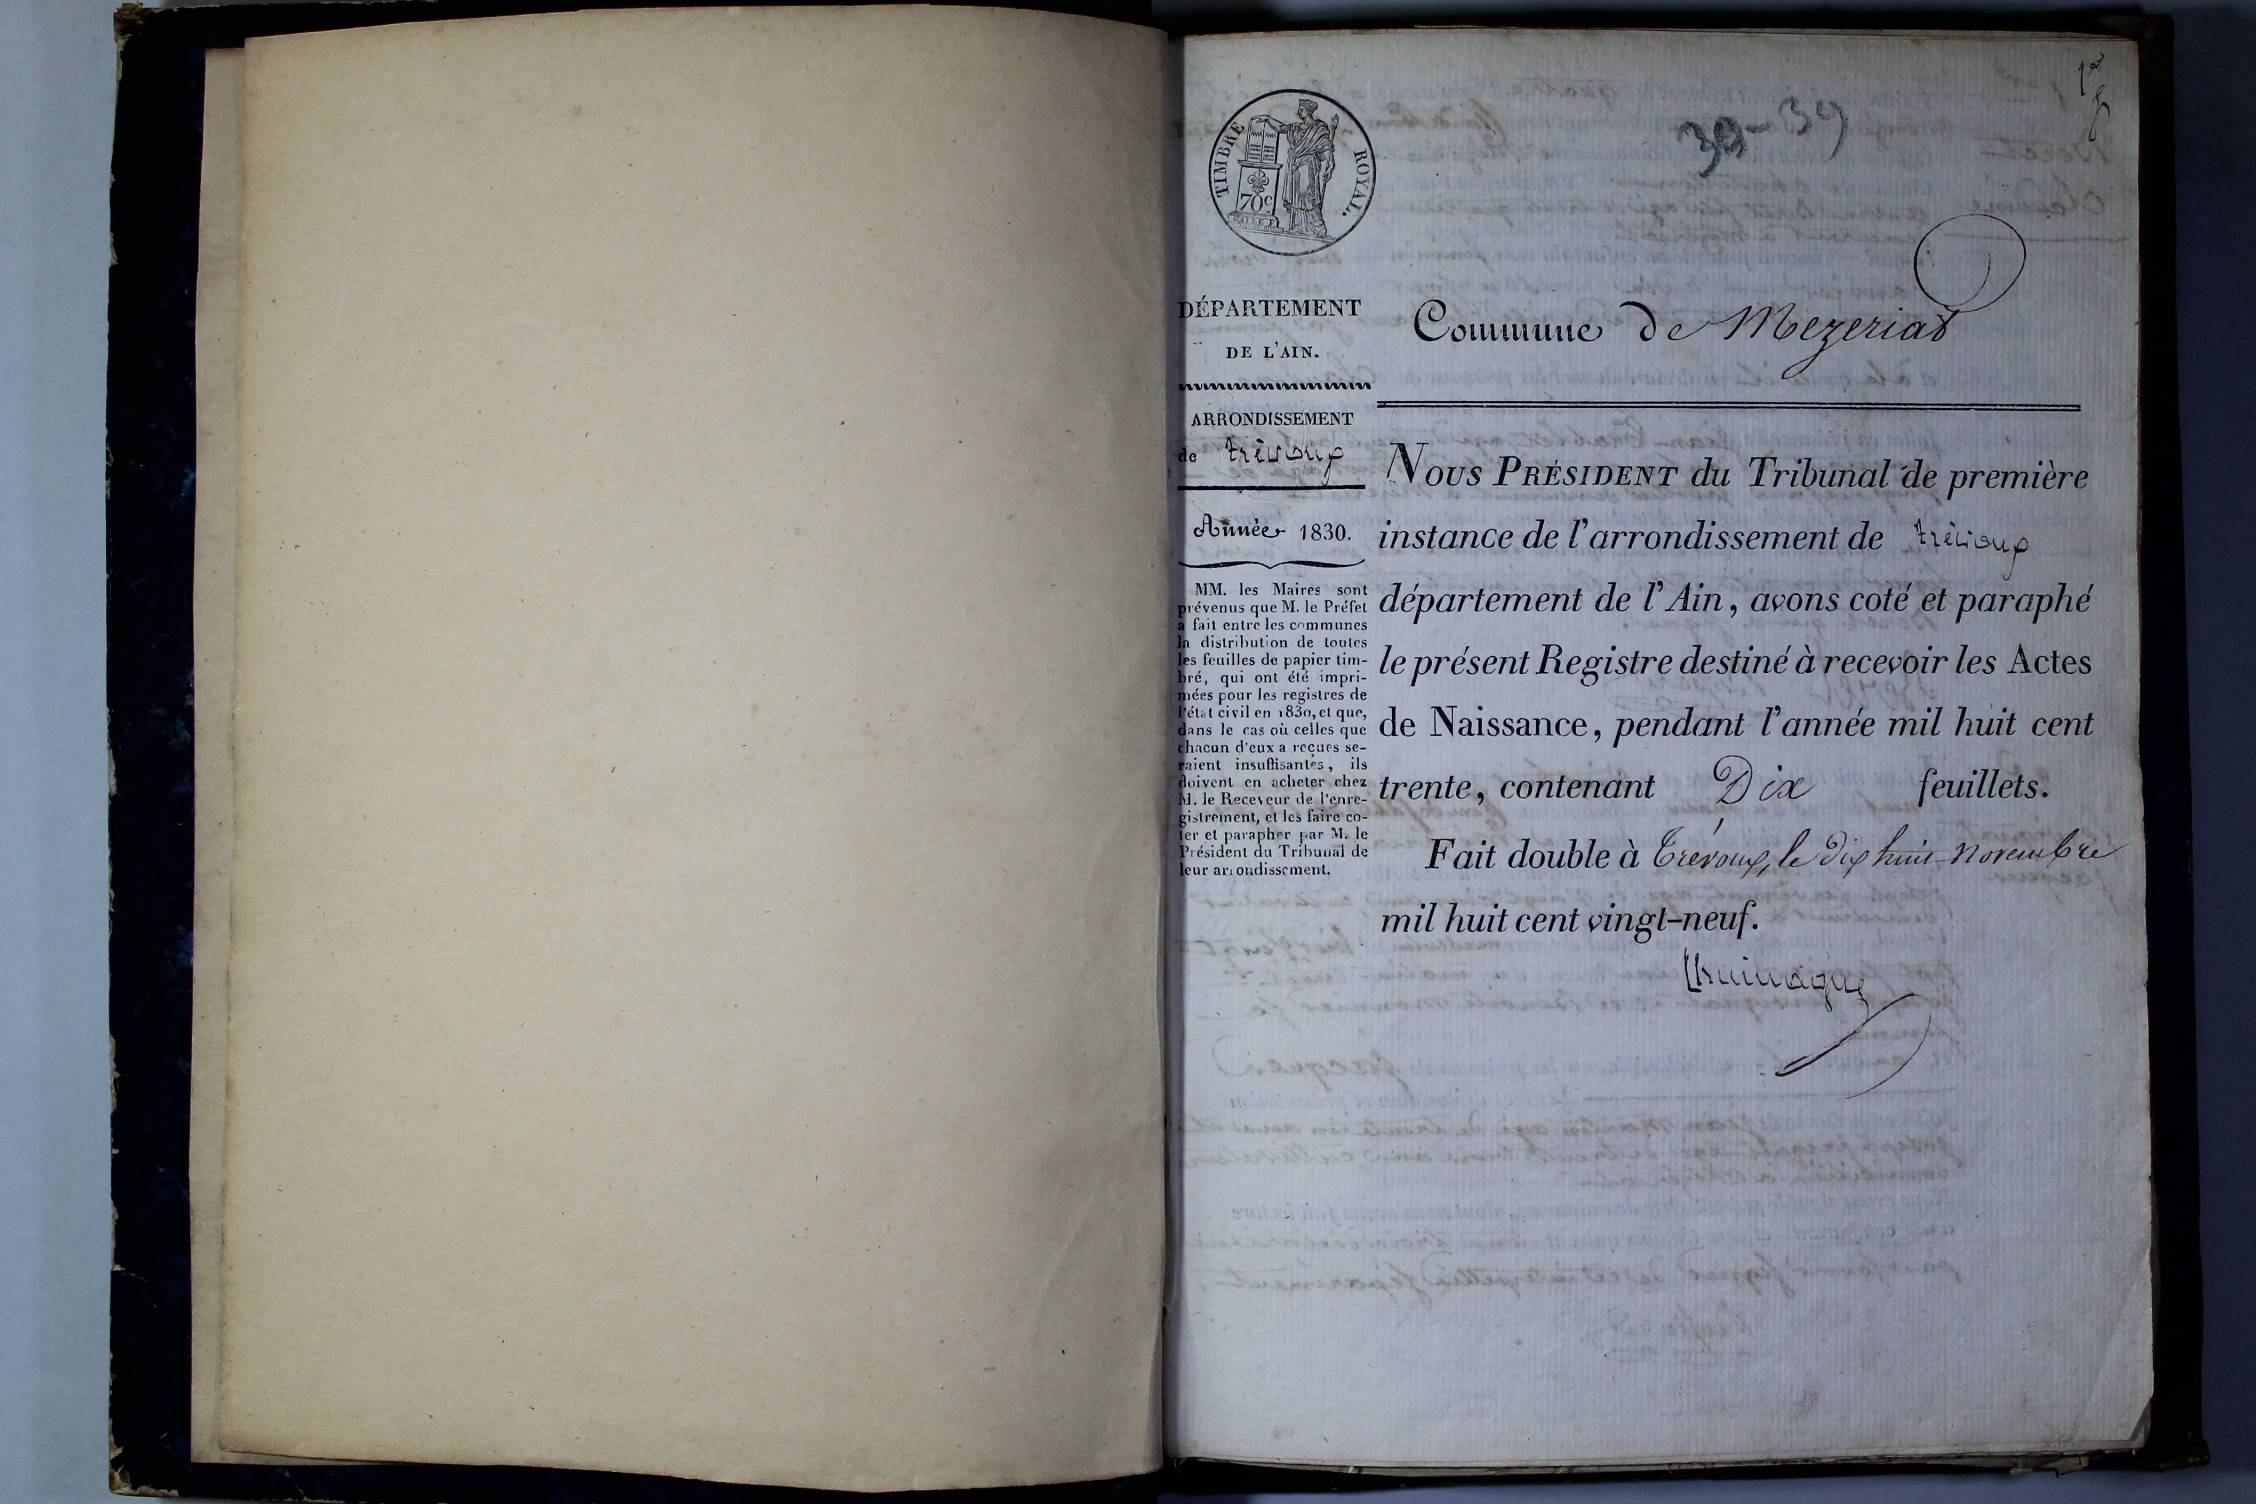 1er
39-39
TIMBRE ROYAL.
70c
DÉPARTEMENT
DE L'AIN.
ARRONDISSEMENT
de trévoux
Année 1830.
MM. les Maires sont
prévenus que M. le Préfet
a fait entre les communes
la distribution de toutes
les feuilles de papier tim-
bré, qui ont été impri-
mées pour les registres de
l'état civil en 1830, et que,
dans le cas où celles que
chacun d'eux a reçues se-
raient insuffisantes, ils
doivent en acheter chez
M. le Receveur de l'enre-
gistrement, et les faire co-
ter et parapher par M. le
Président du Tribunal de
leur arrondissement.
Commune de Mezeriat
NOUS PRÉSIDENT du Tribunal de première
instance de l'arrondissement de trévoux
département de l'Ain, avons coté et paraphé
le présent Registre destiné à recevoir les Actes
de Naissance, pendant l'année mil huit cent
trente, contenant Dix feuillets.
Fait double à Trévoux, le dix huit novembre
mil huit cent vingt-neuf.